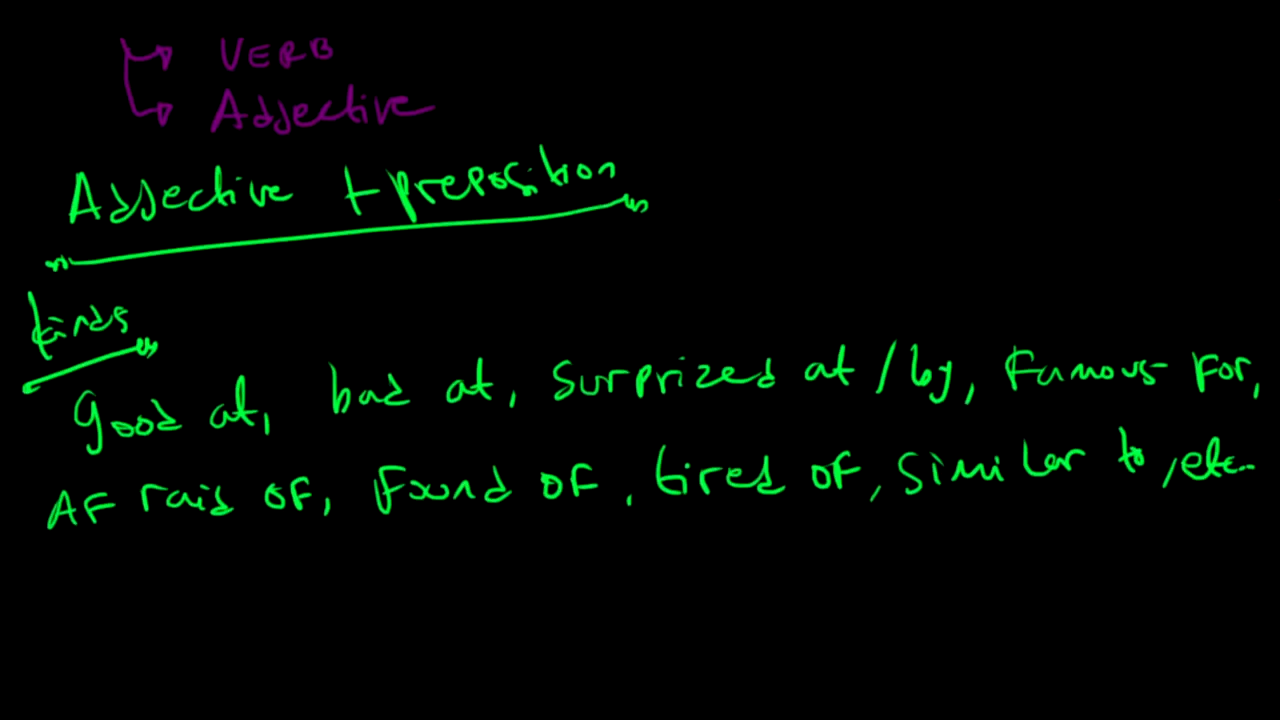 VERB
Adjective
Adjective + preposition
kinds
good at, bad at, surprized at / by, famous for,
AFraid oF, Found oF, tired oF, similar to, etc..